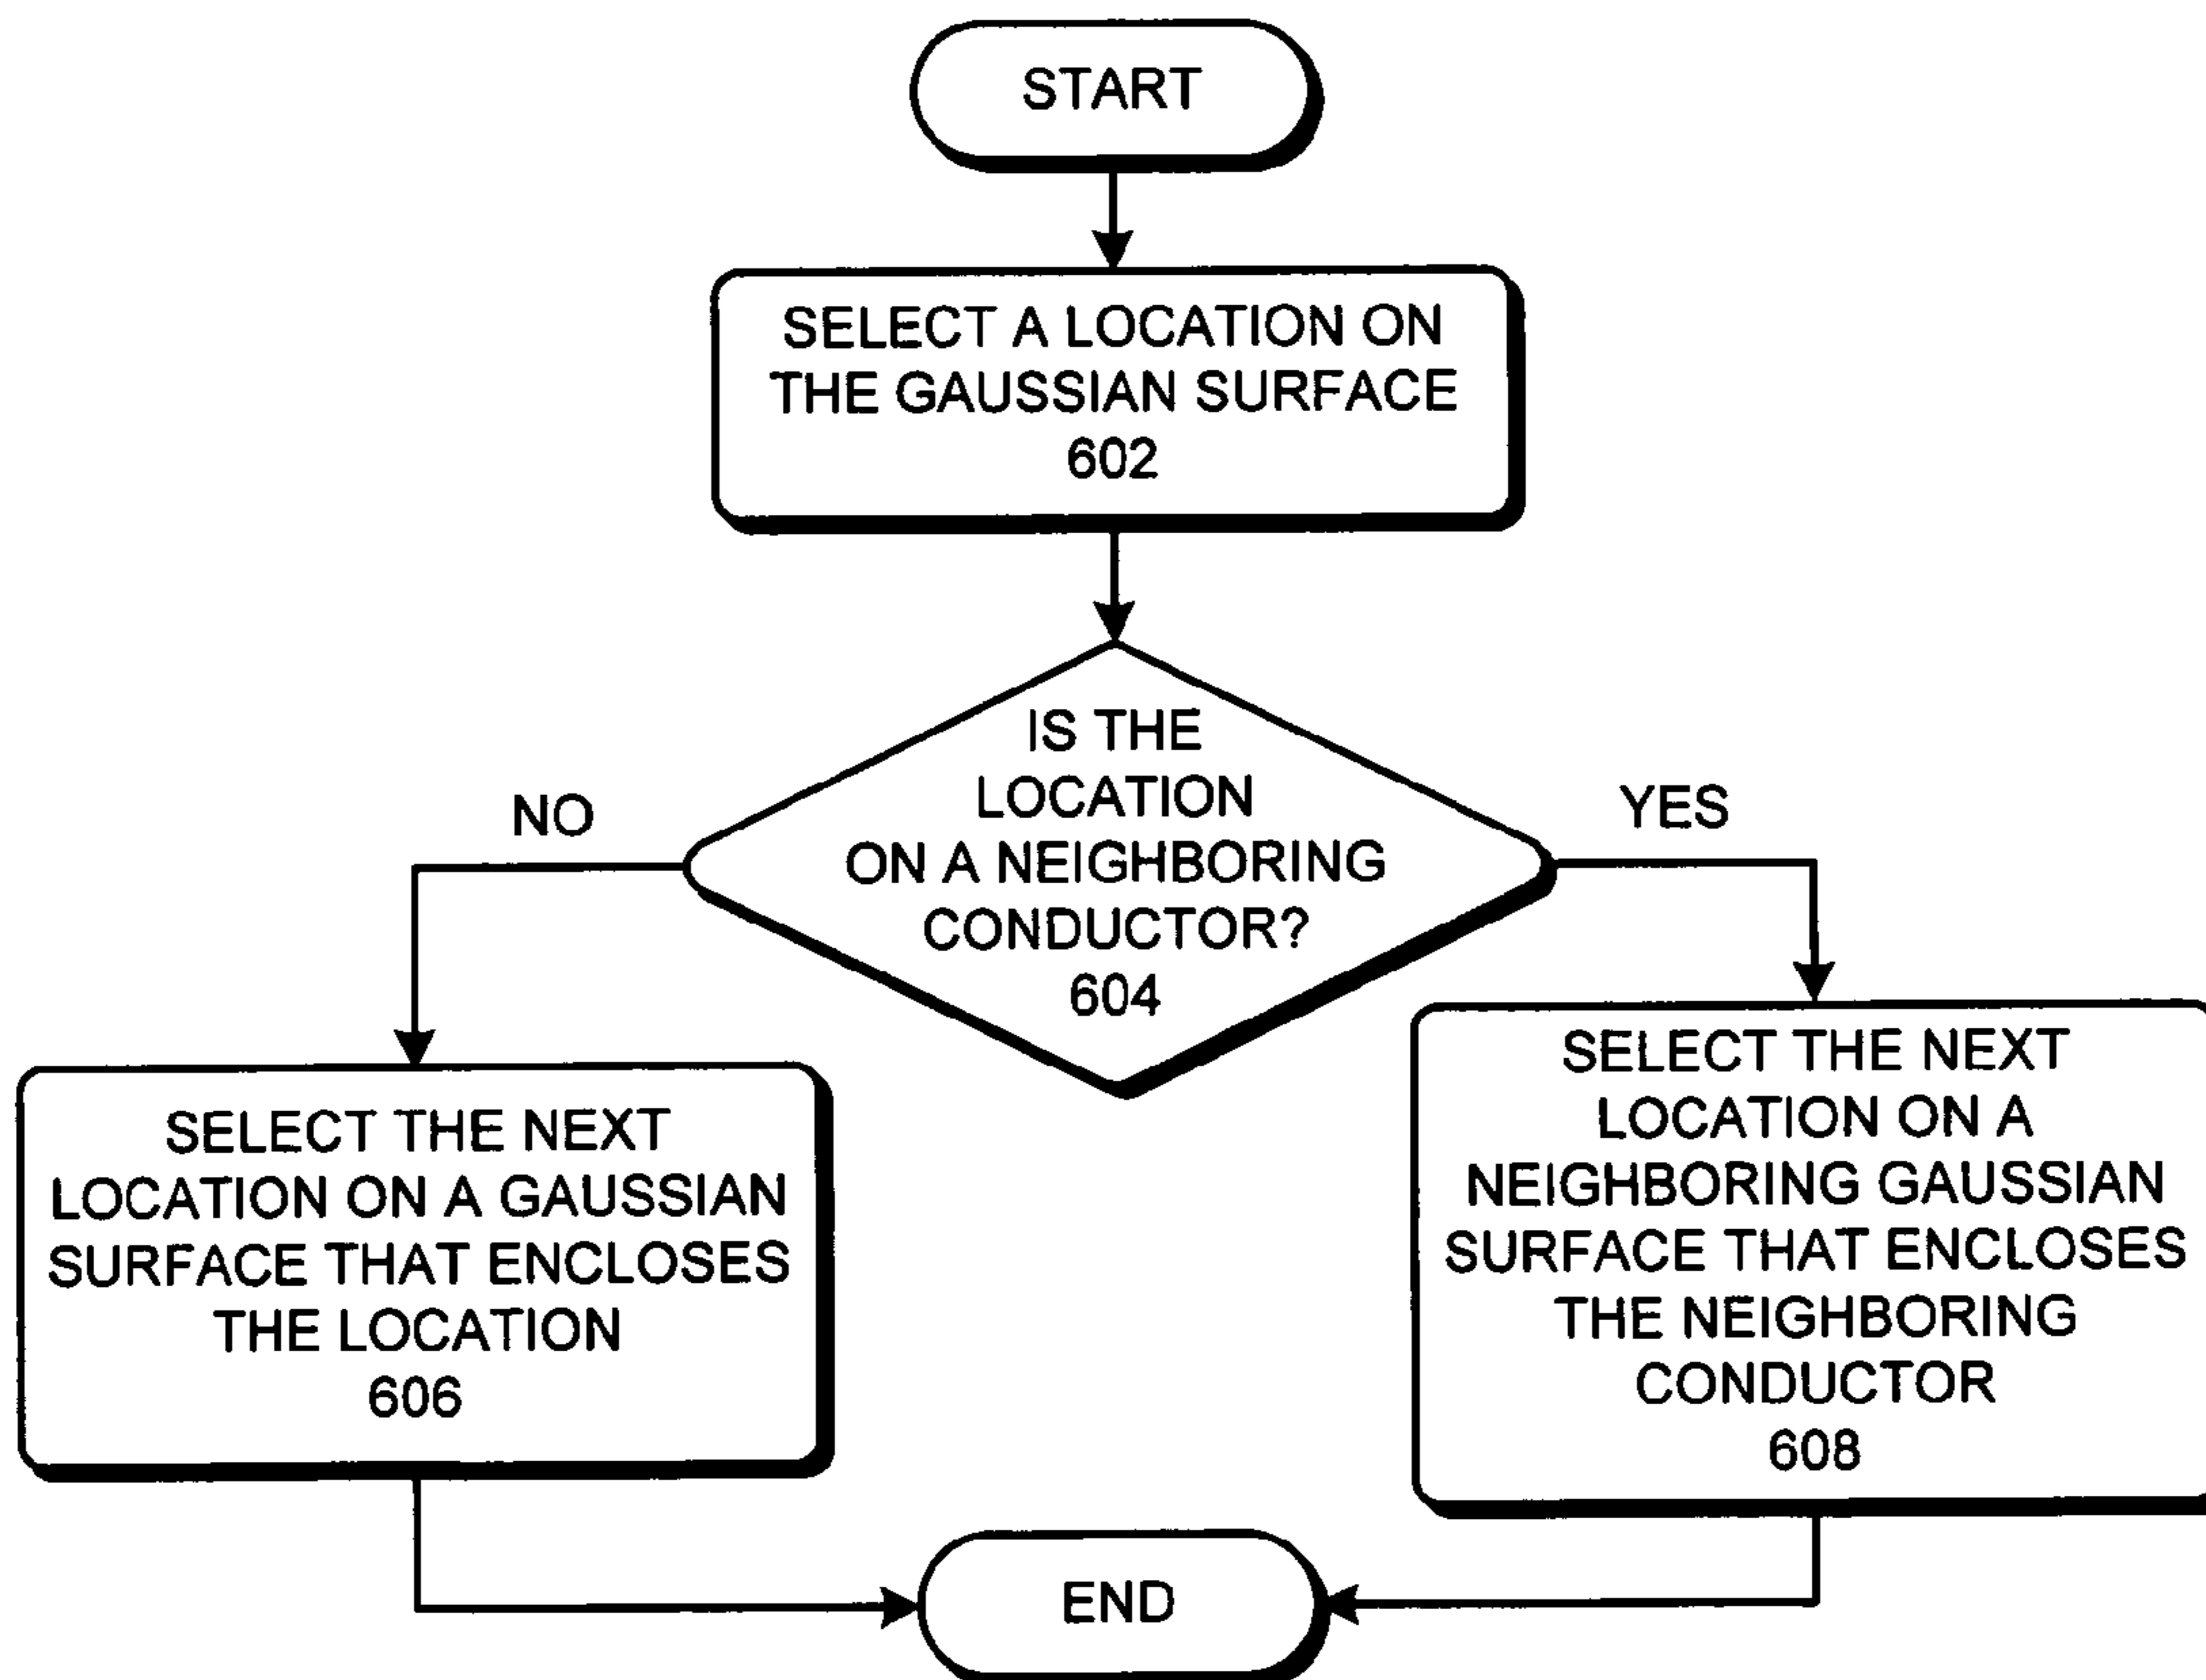 START
SELECT A LOCATION ON
THE GAUSSIAN SURFACE
602
IS THE
LOCATION
ON A NEIGHBORING
CONDUCTOR?
604
NO
YES
SELECT THE NEXT
LOCATION ON A GAUSSIAN
SURFACE THAT ENCLOSES
THE LOCATION
606
SELECT THE NEXT
LOCATION ON A
NEIGHBORING GAUSSIAN
SURFACE THAT ENCLOSES
THE NEIGHBORING
CONDUCTOR
608
END